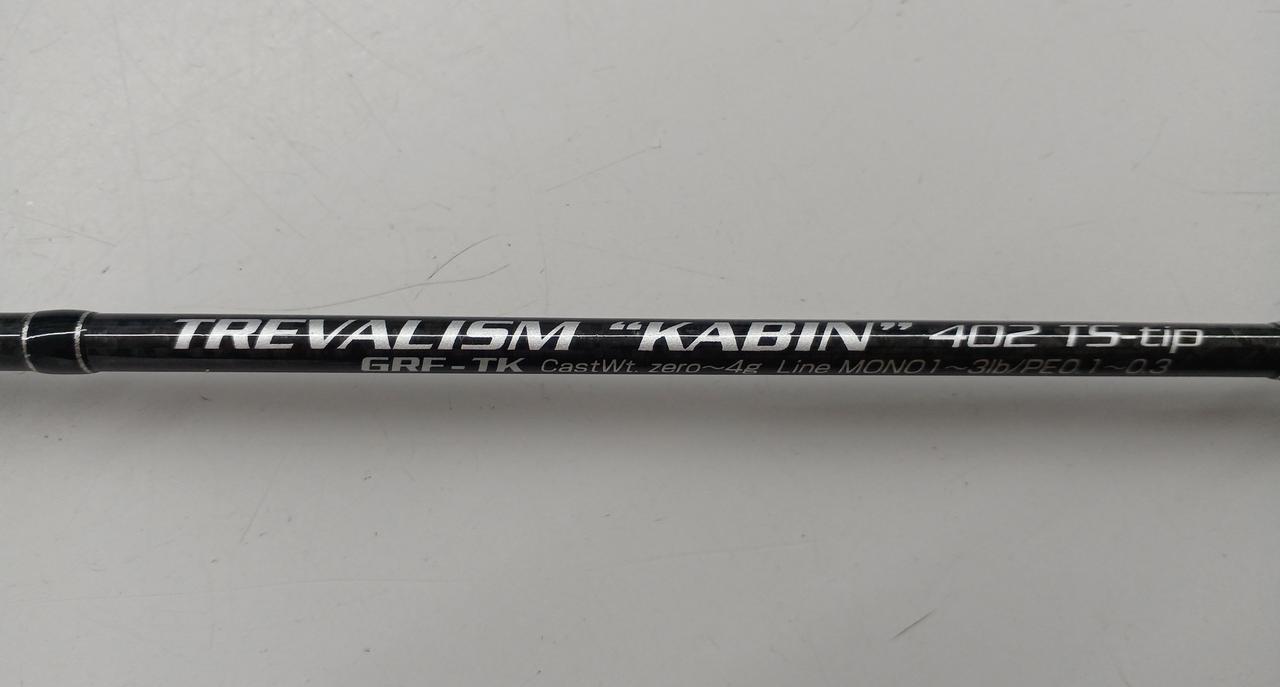 TREVALISM “KABIN” 402 TS-tip
GRF-TK CastWt. zero～4g Line MONO1～3lb/PE0.1～0.3